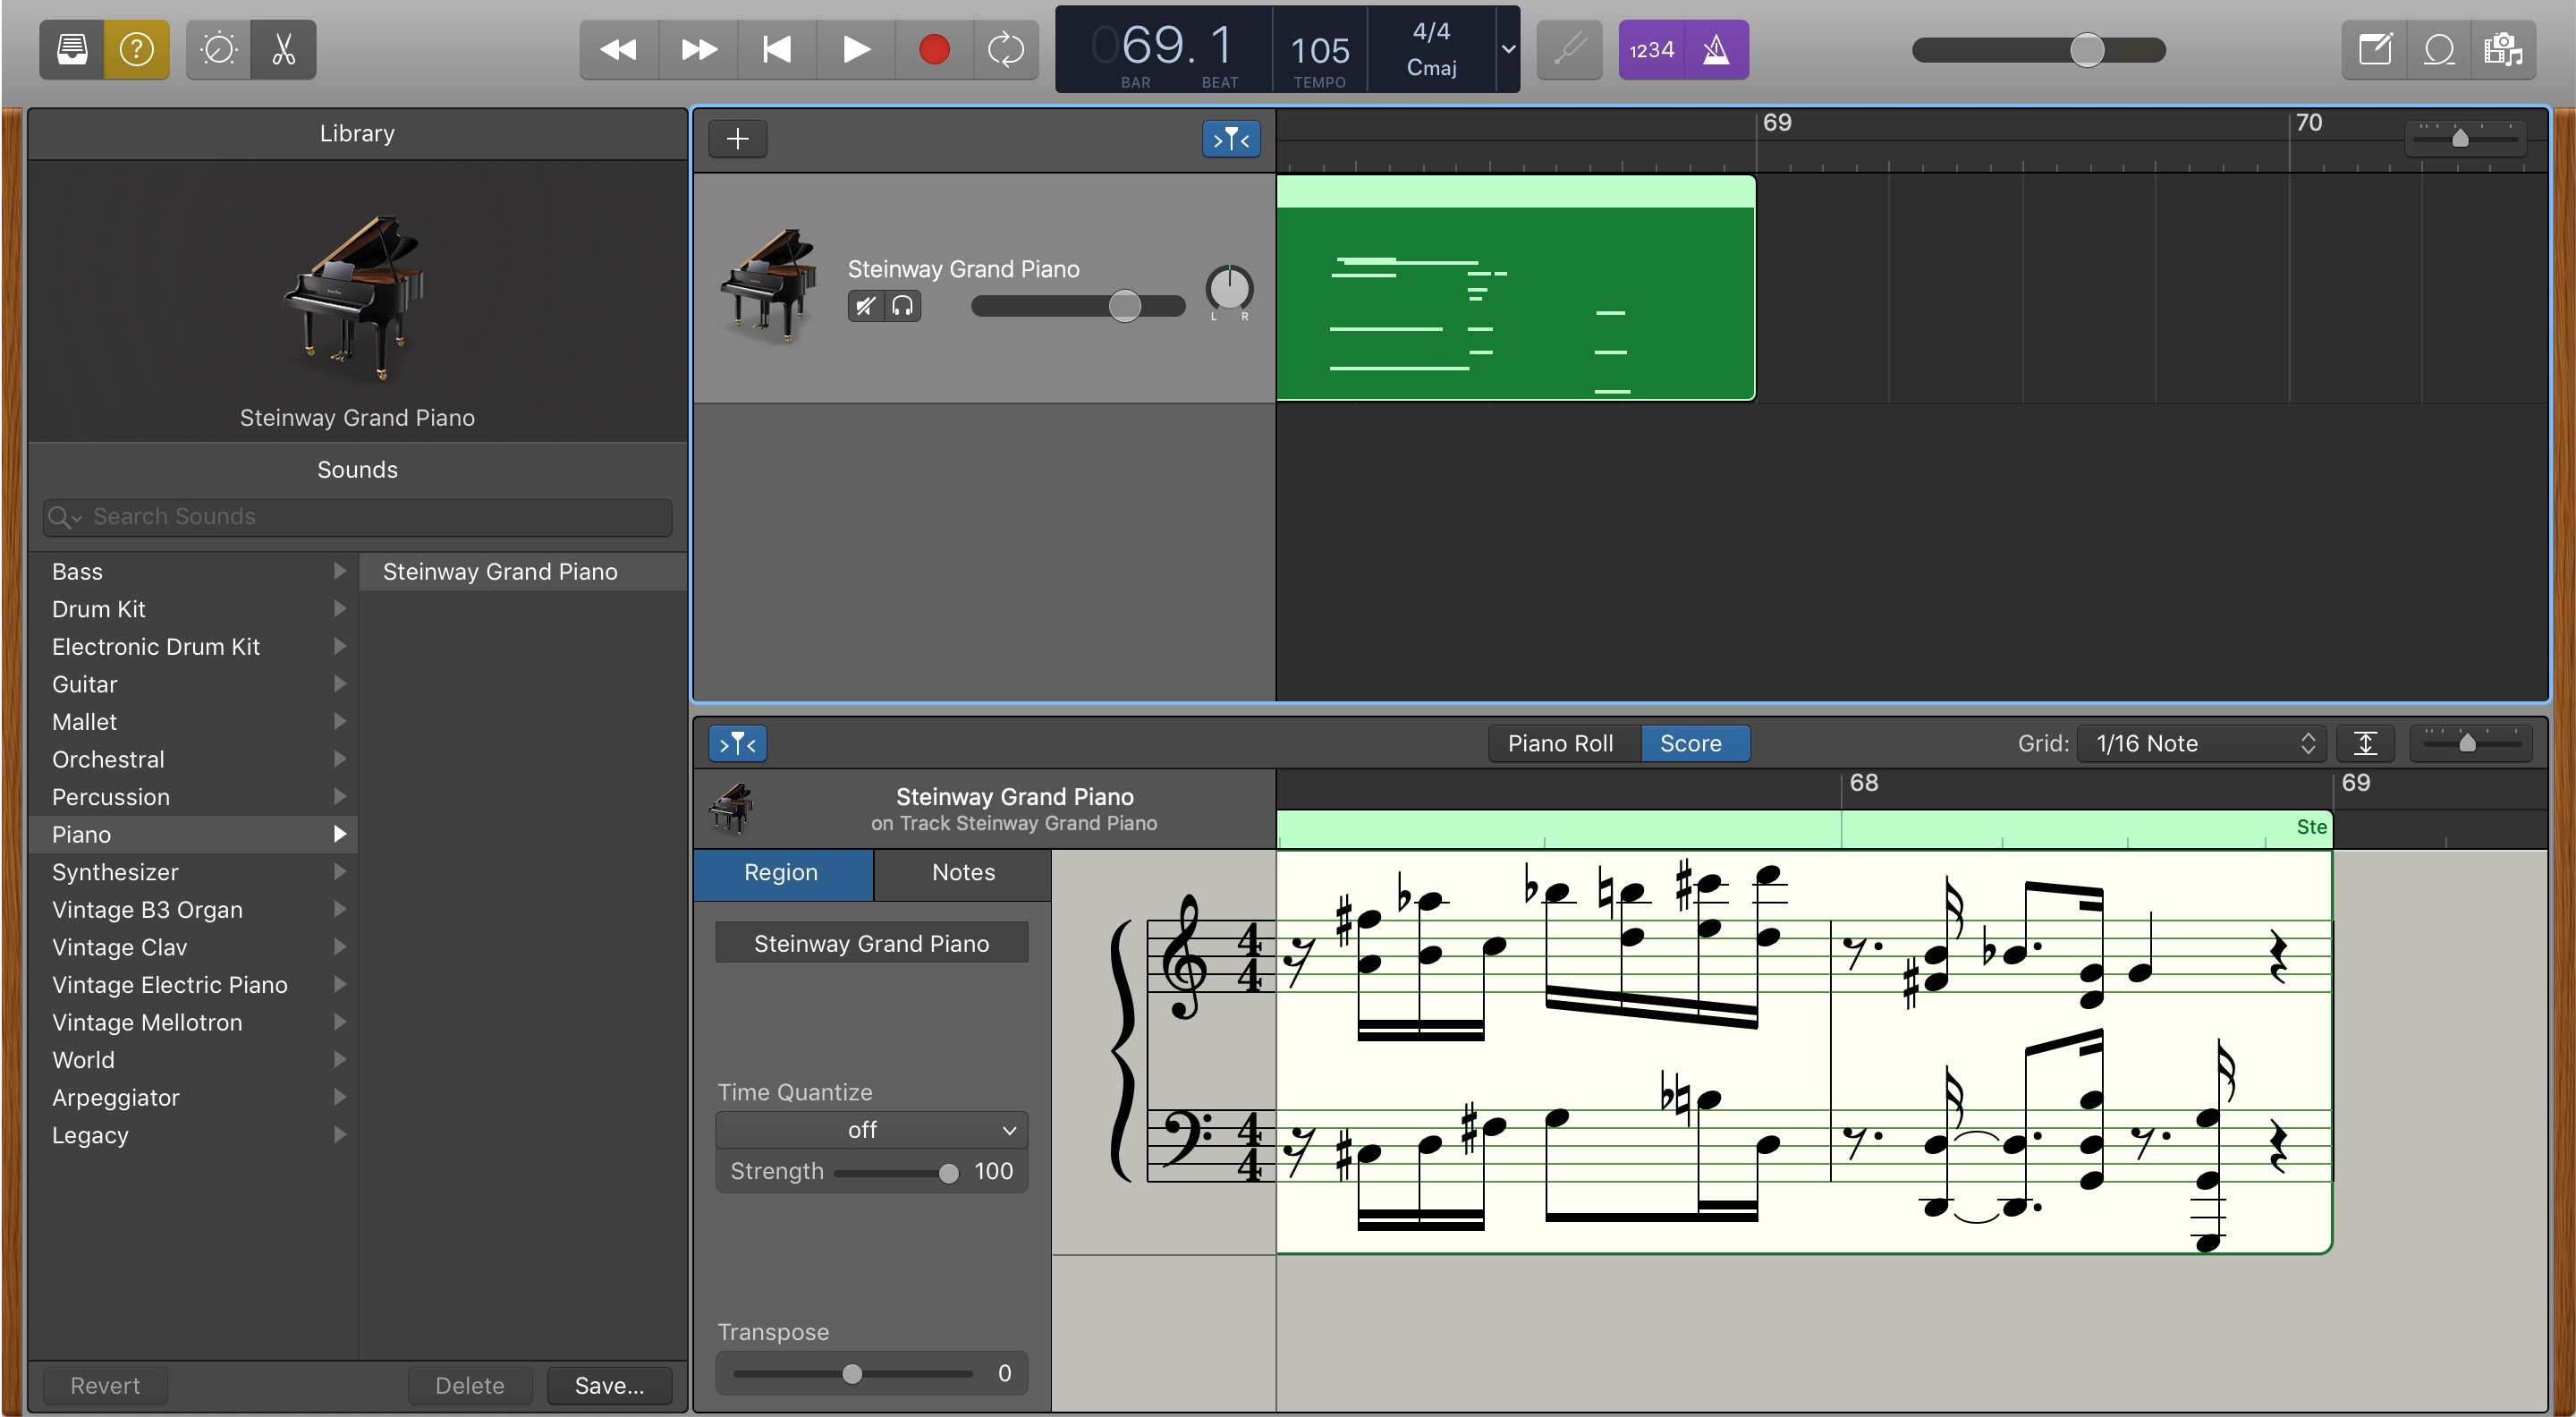 ?
069. 1
BAR
BEAT
105
TEMPO
4/4
Cmaj
1234
Library
Steinway Grand Piano
Sounds
Search Sounds
Bass
Drum Kit
Electronic Drum Kit
Guitar
Mallet
Orchestral
Percussion
Piano
Synthesizer
Vintage B3 Organ
Vintage Clav
Vintage Electric Piano
Vintage Mellotron
World
Arpeggiator
Legacy
Steinway Grand Piano
Revert
Delete
Save...
69
70
Steinway Grand Piano
L R
Piano Roll
Score
Grid:
1/16 Note
Steinway Grand Piano
on Track Steinway Grand Piano
68
69
Ste
Region
Notes
Steinway Grand Piano
Time Quantize
off
Strength
100
Transpose
0
4
4
4
4